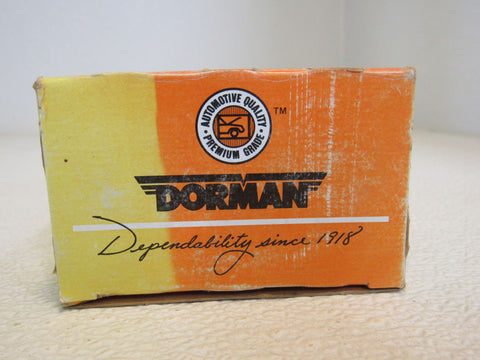 AUTOMOTIVE QUALITY
• PREMIUM GRADE •
TM
DORMAN
Dependability since 1918